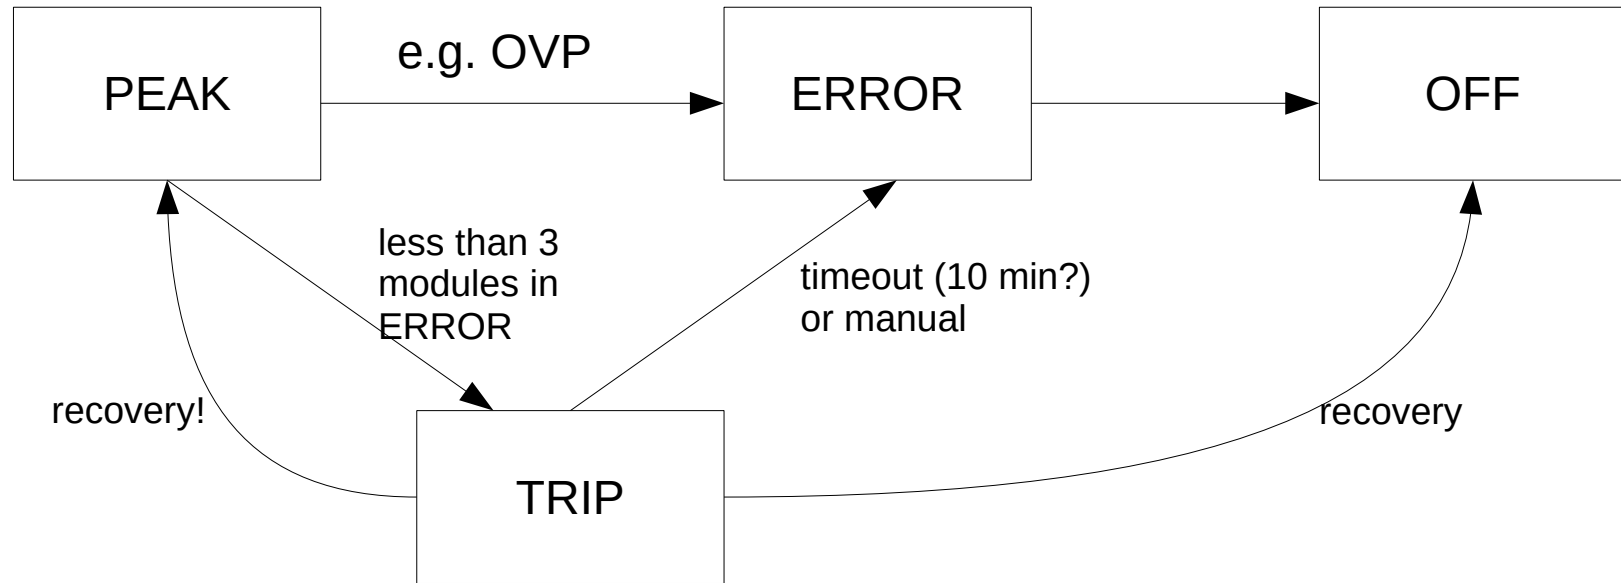 PEAK
e.g. OVP
ERROR
OFF
less than 3
modules in
ERROR
timeout (10 min?)
or manual
recovery!
recovery
TRIP